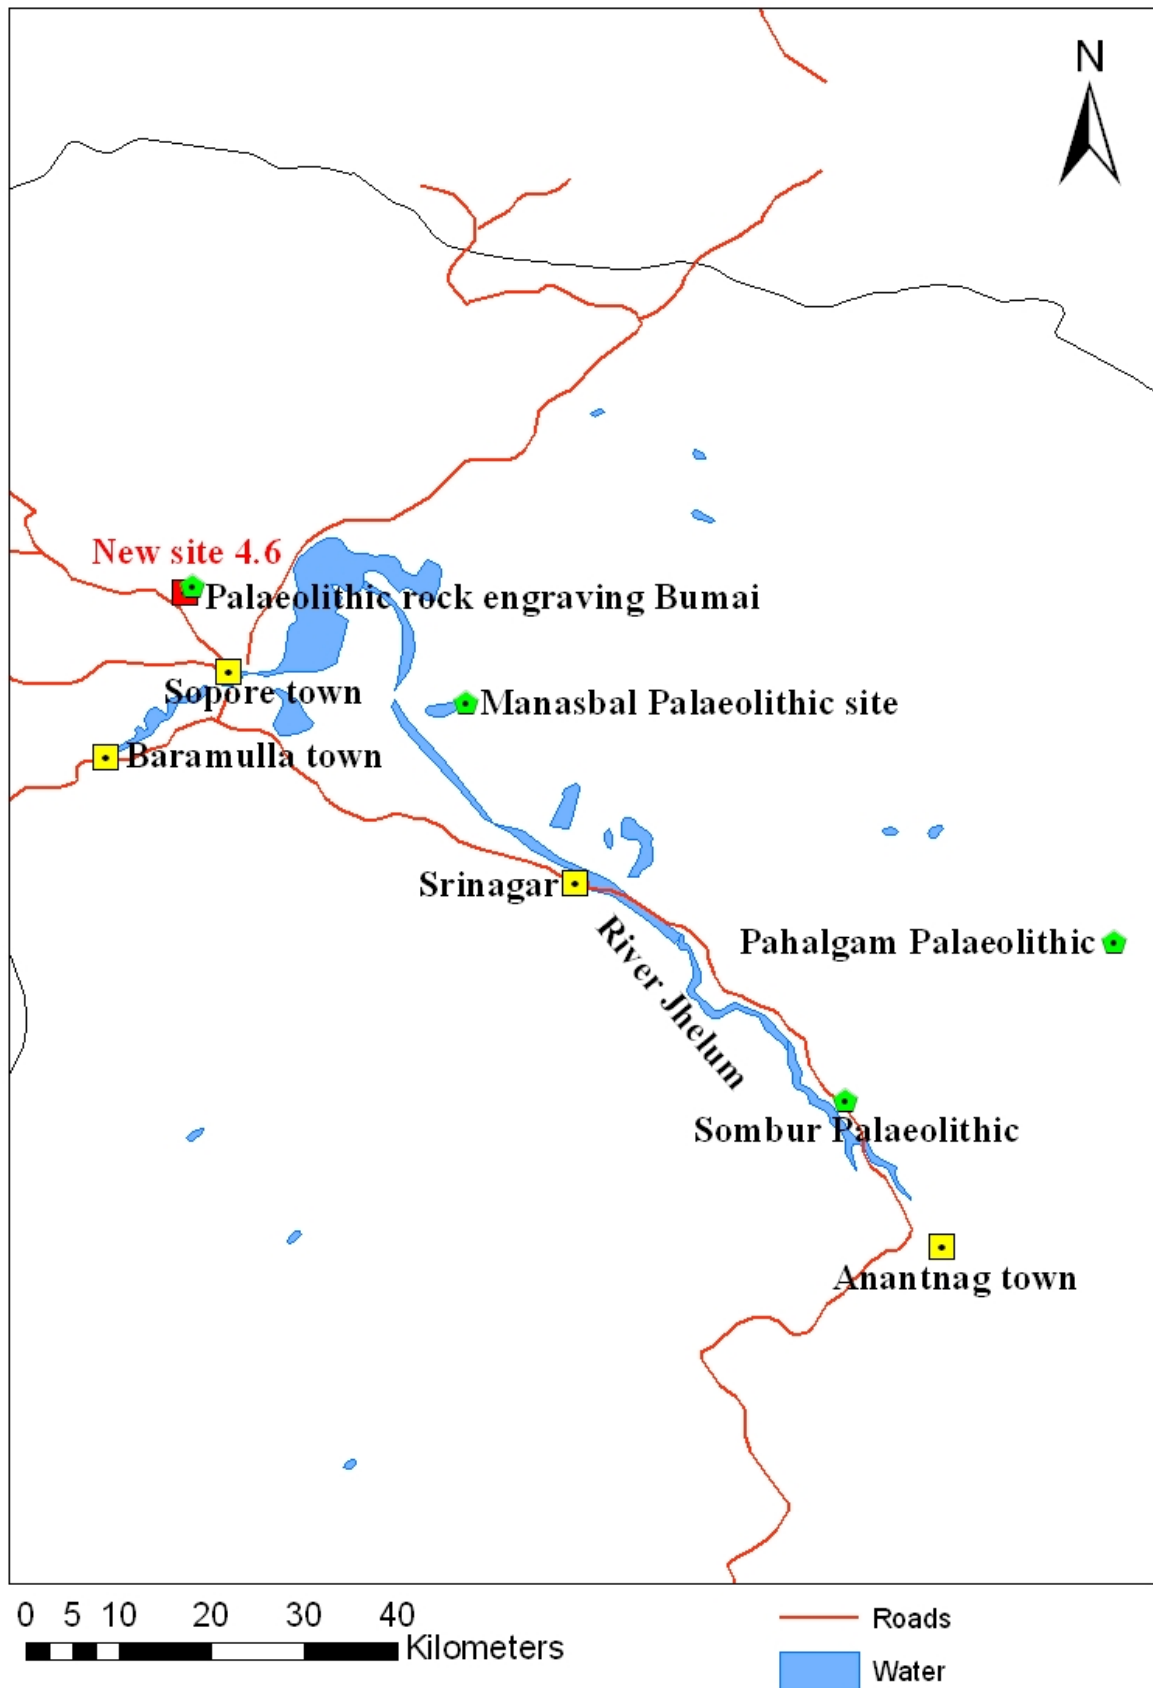 N
New site 4.6
Palaeolithic rock engraving Bumai
Sopore town
Manasbal Palaeolithic site
Baramulla town
Srinagar
River Jhelum
Pahalgam Palaeolithic
Sombur Palaeolithic
Anantnag town
0 5 10 20 30 40
Kilometers
Roads
Water